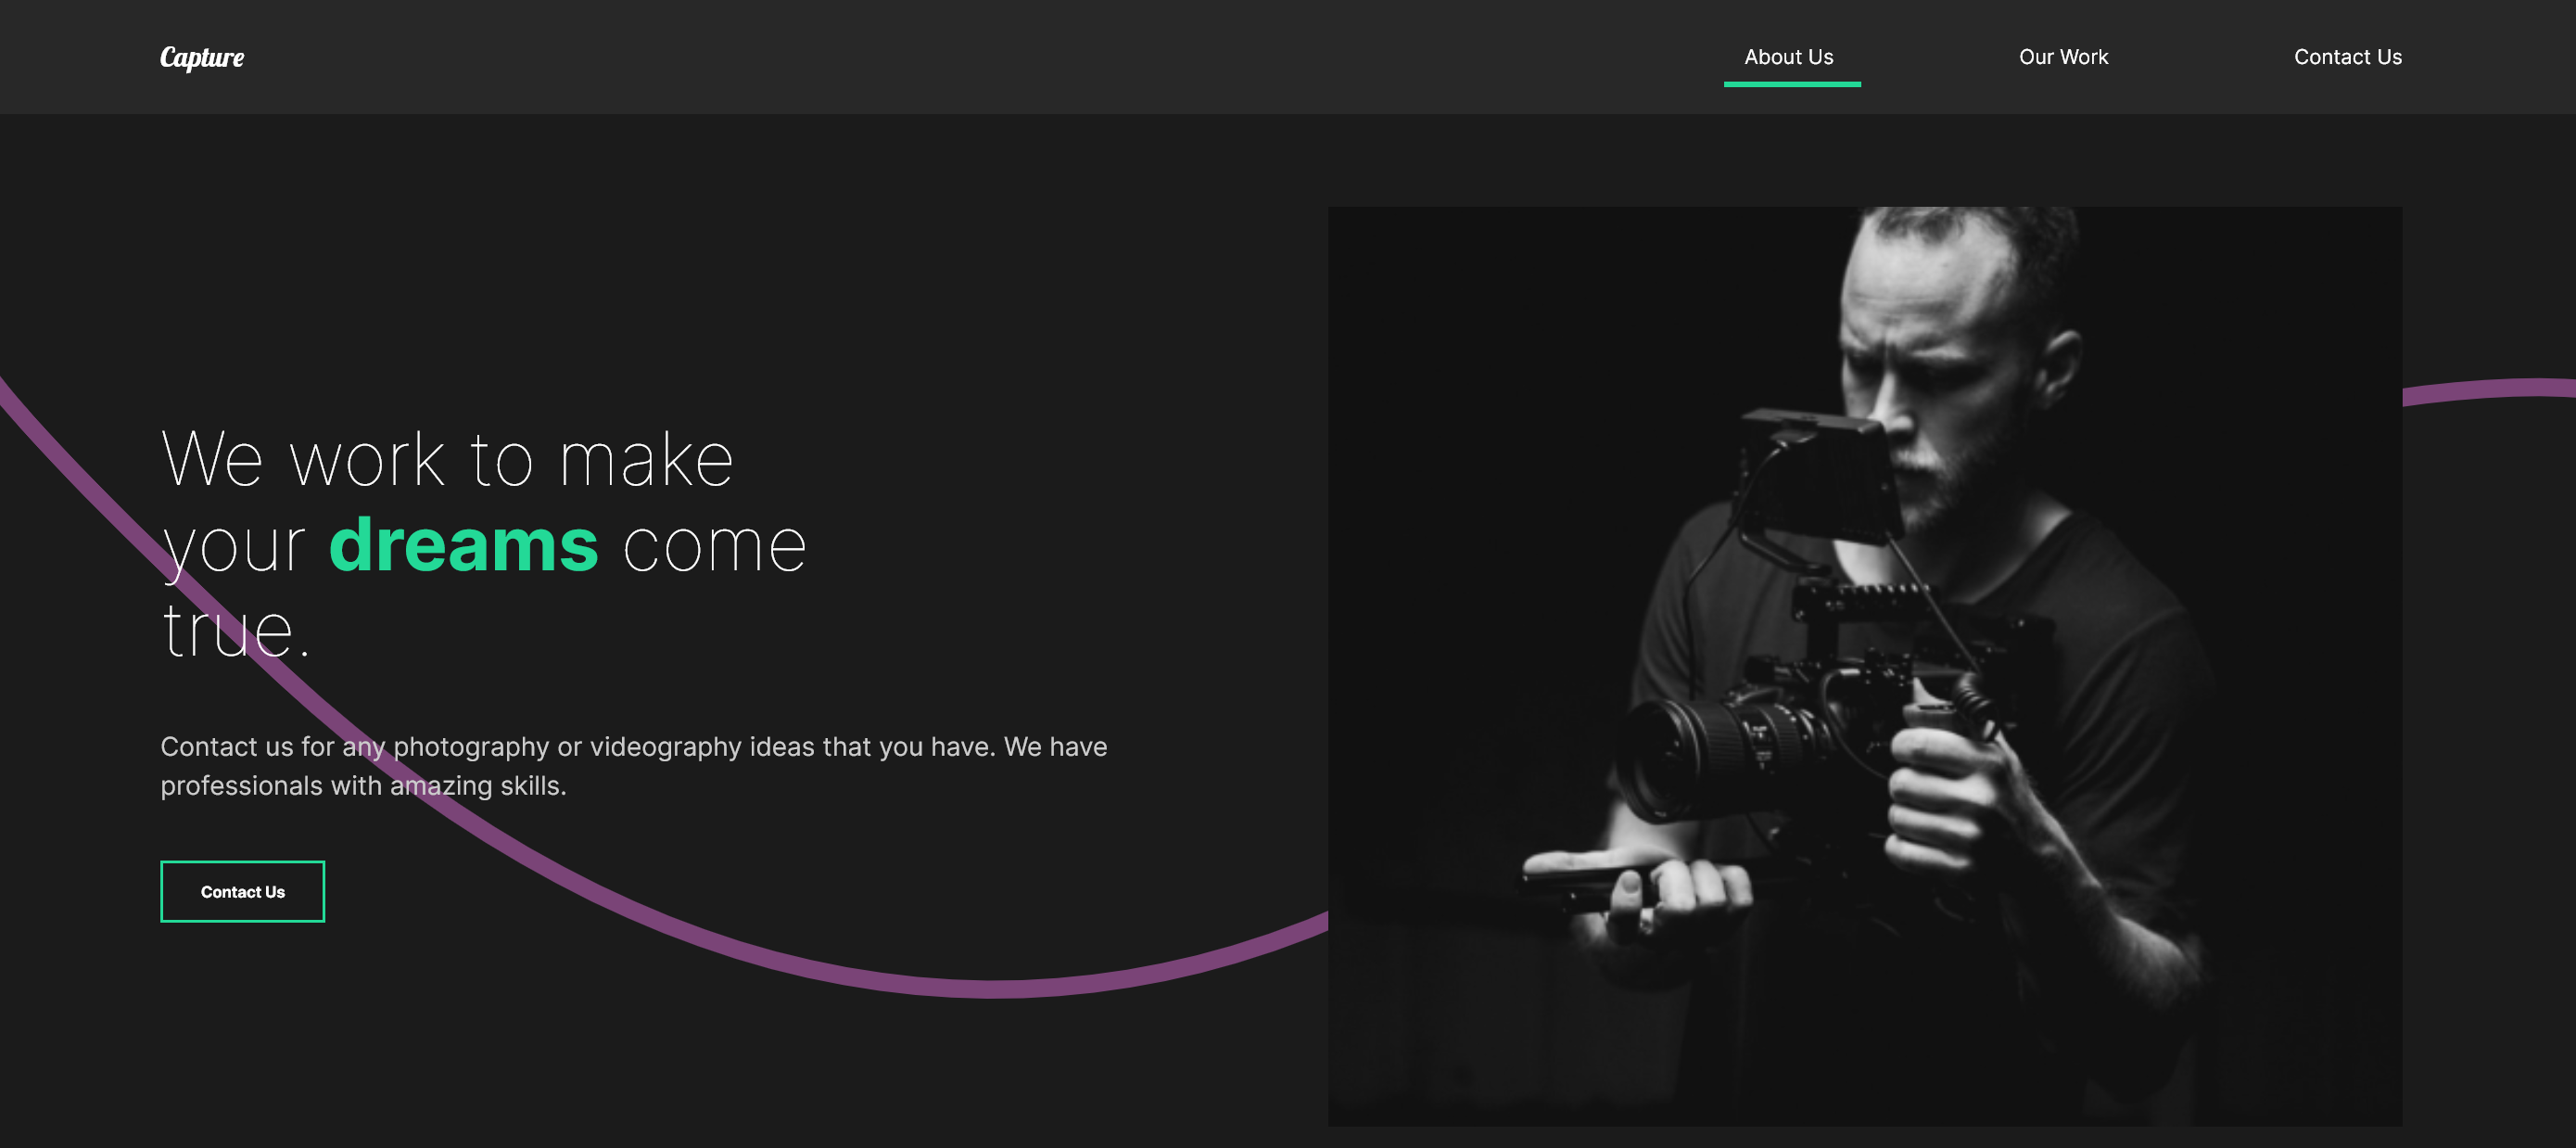 Capture
About Us
Our Work
Contact Us
We work to make
your dreams come
true.
Contact us for any photography or videography ideas that you have. We have
professionals with amazing skills.
Contact Us